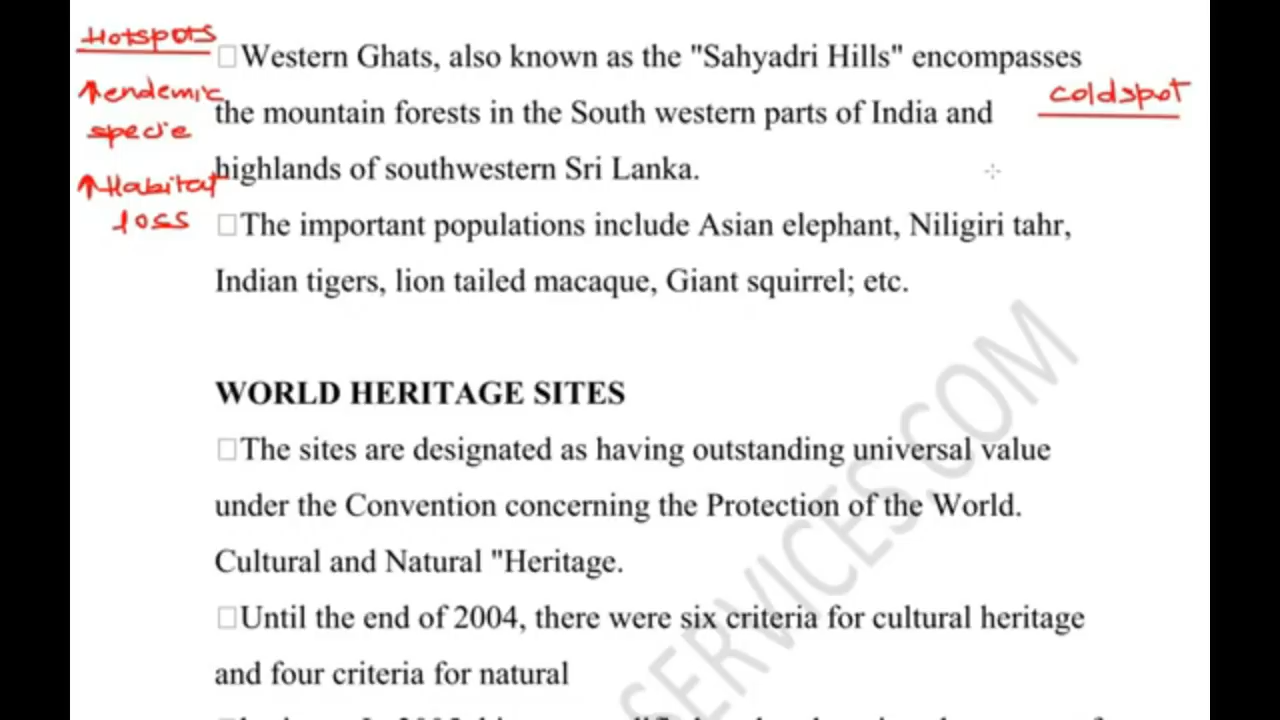 Hotspots
↑endemic
specie
↑Habitat
loss
coldspot
□Western Ghats, also known as the "Sahyadri Hills" encompasses
the mountain forests in the South western parts of India and
highlands of southwestern Sri Lanka.
□The important populations include Asian elephant, Niligiri tahr,
Indian tigers, lion tailed macaque, Giant squirrel; etc.
WORLD HERITAGE SITES
□The sites are designated as having outstanding universal value
under the Convention concerning the Protection of the World.
Cultural and Natural "Heritage.
□Until the end of 2004, there were six criteria for cultural heritage
and four criteria for natural
SERVICES.COM